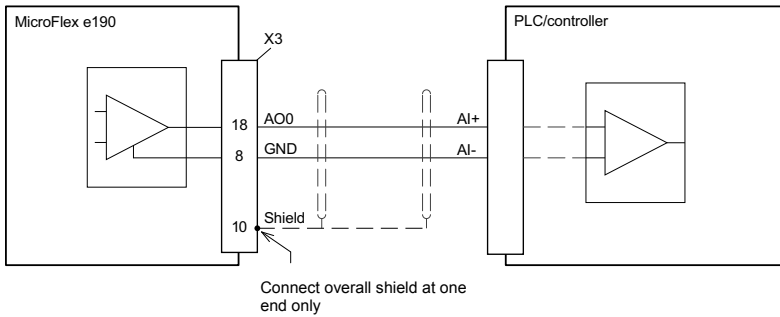 MicroFlex e190
PLC/controller
X3
18 AO0 AI+
8 GND AI-
10 Shield
Connect overall shield at one
end only